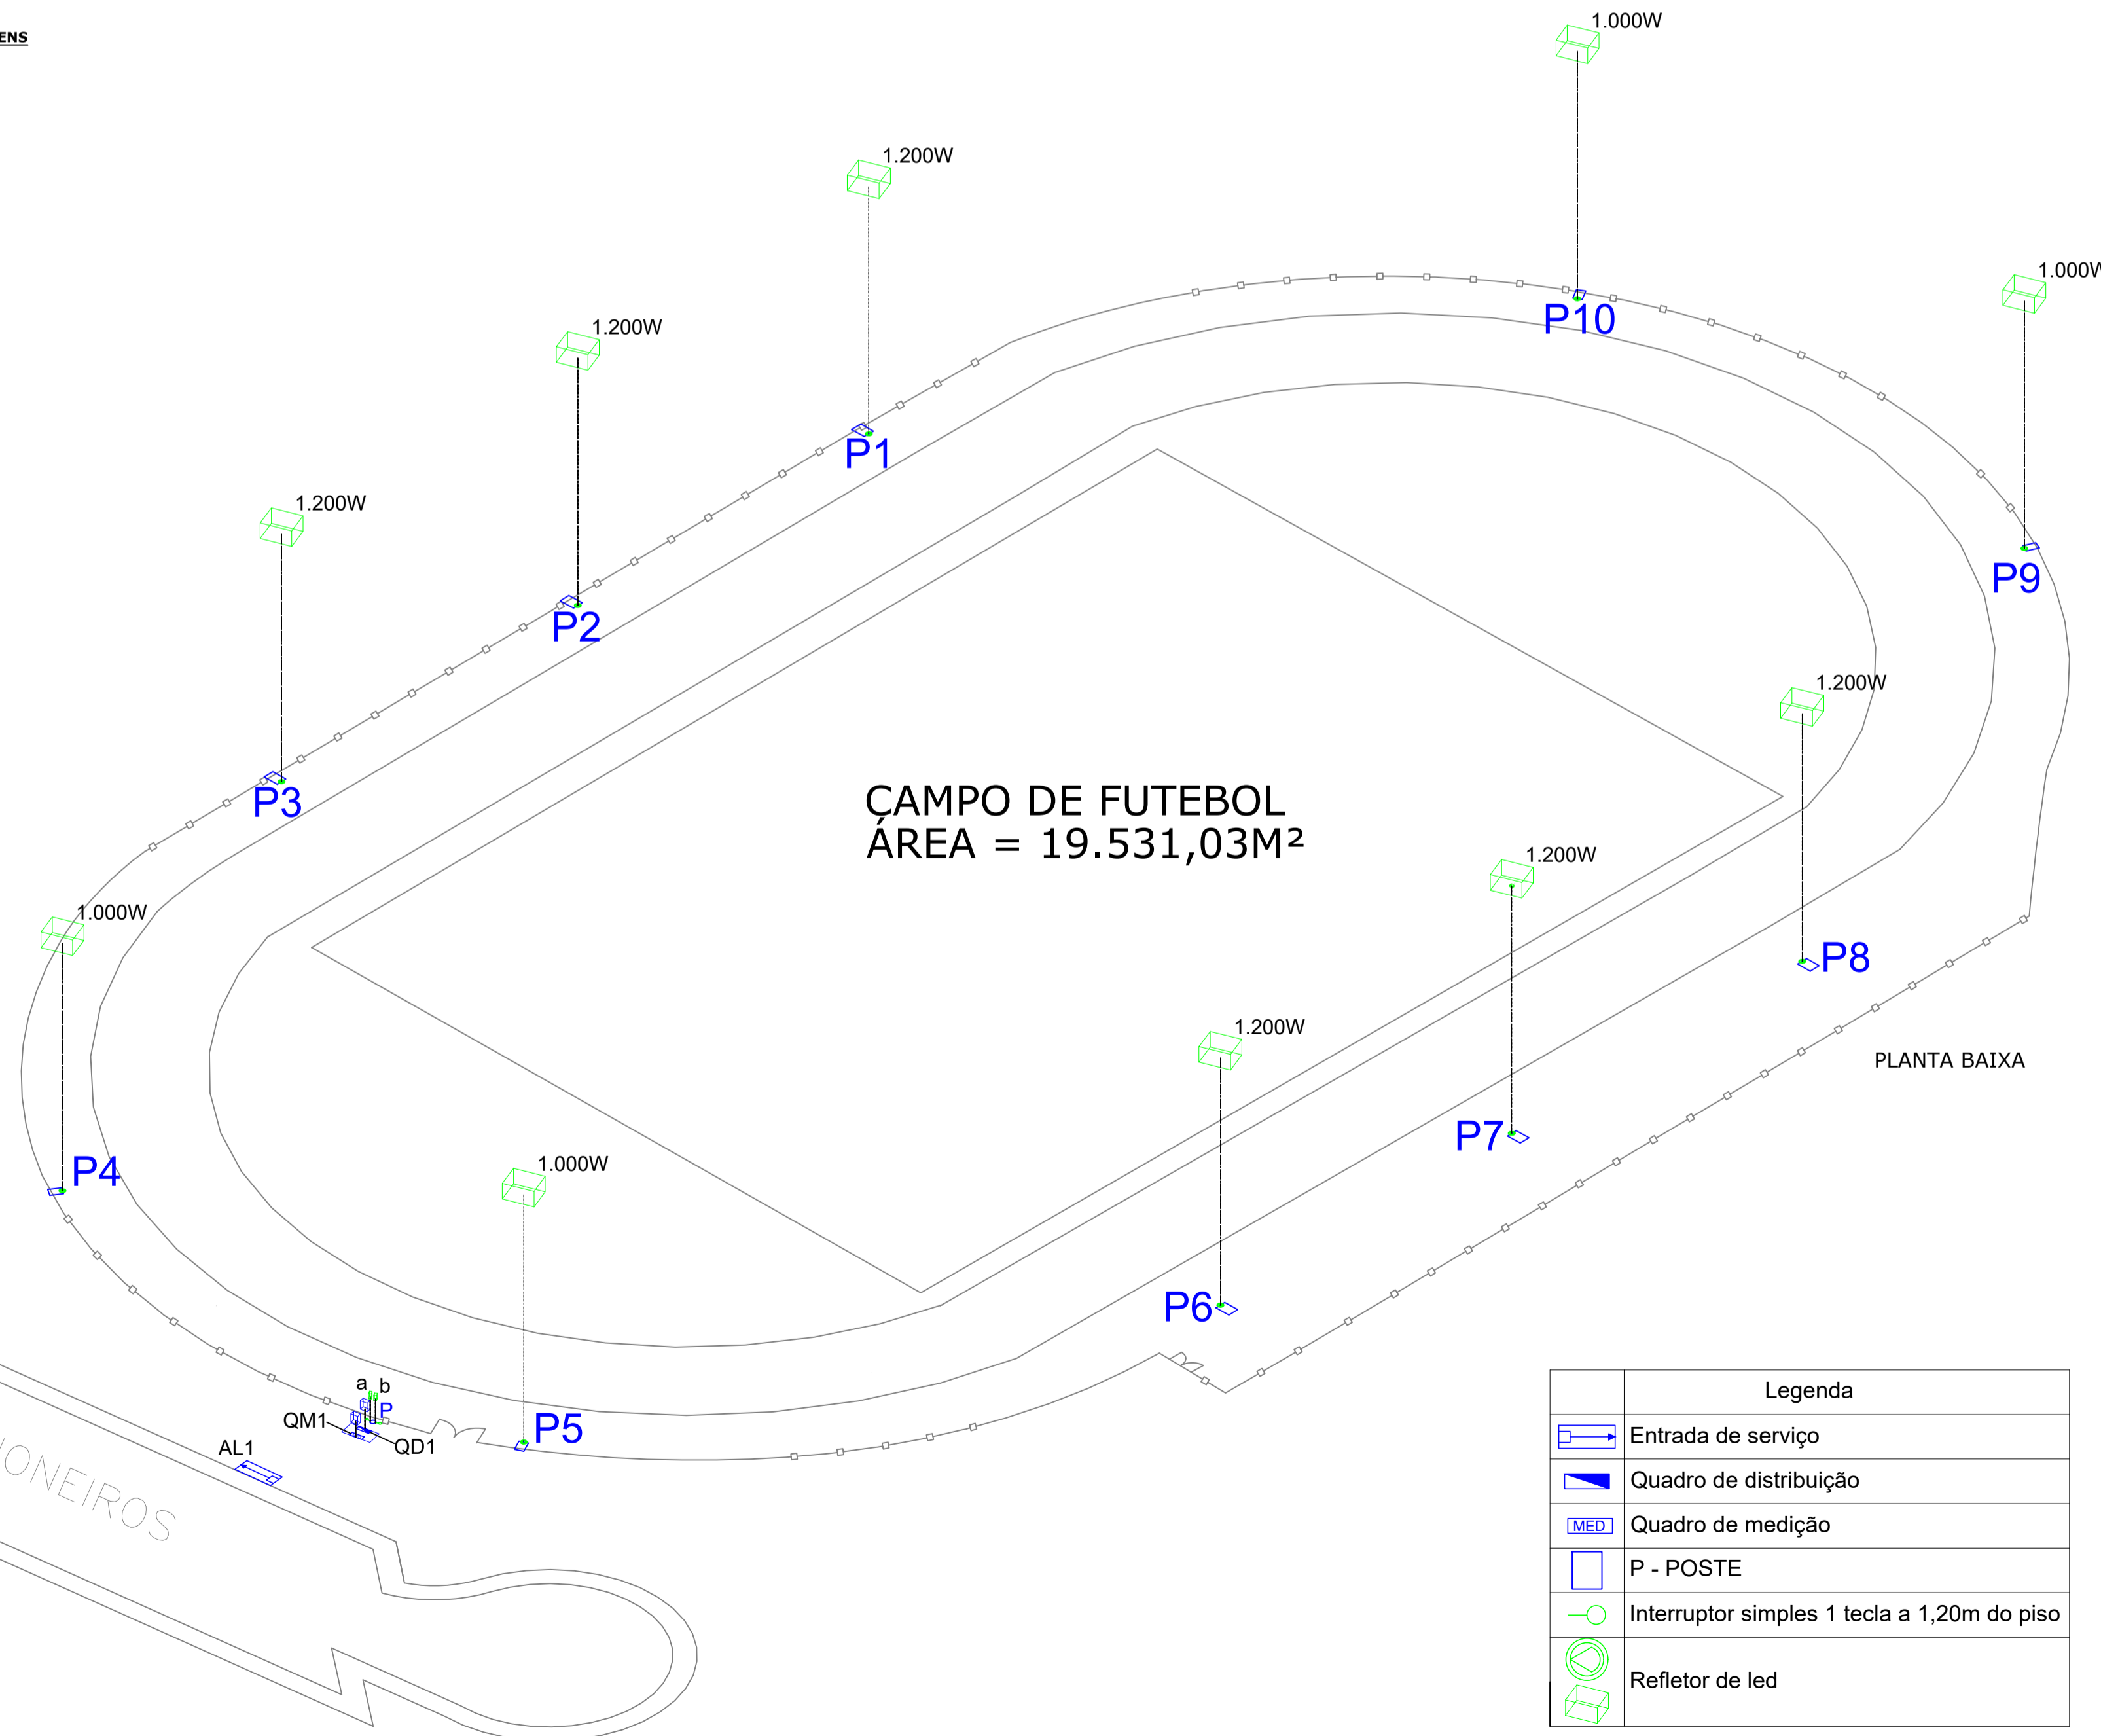 ENS
1.000W
1.200W
1.000W
1.200W
P10
P1
1.200W
P9
P2
1.200W
P3
CAMPO DE FUTEBOL
ÁREA = 19.531,03M²
1.200W
1.000W
P8
1.200W
PLANTA BAIXA
P7
P4
1.000W
P6
a b
P
QM1
QD1
P5
AL1
IONEIROS
Legenda
Entrada de serviço
Quadro de distribuição
MED Quadro de medição
P - POSTE
Interruptor simples 1 tecla a 1,20m do piso
Refletor de led